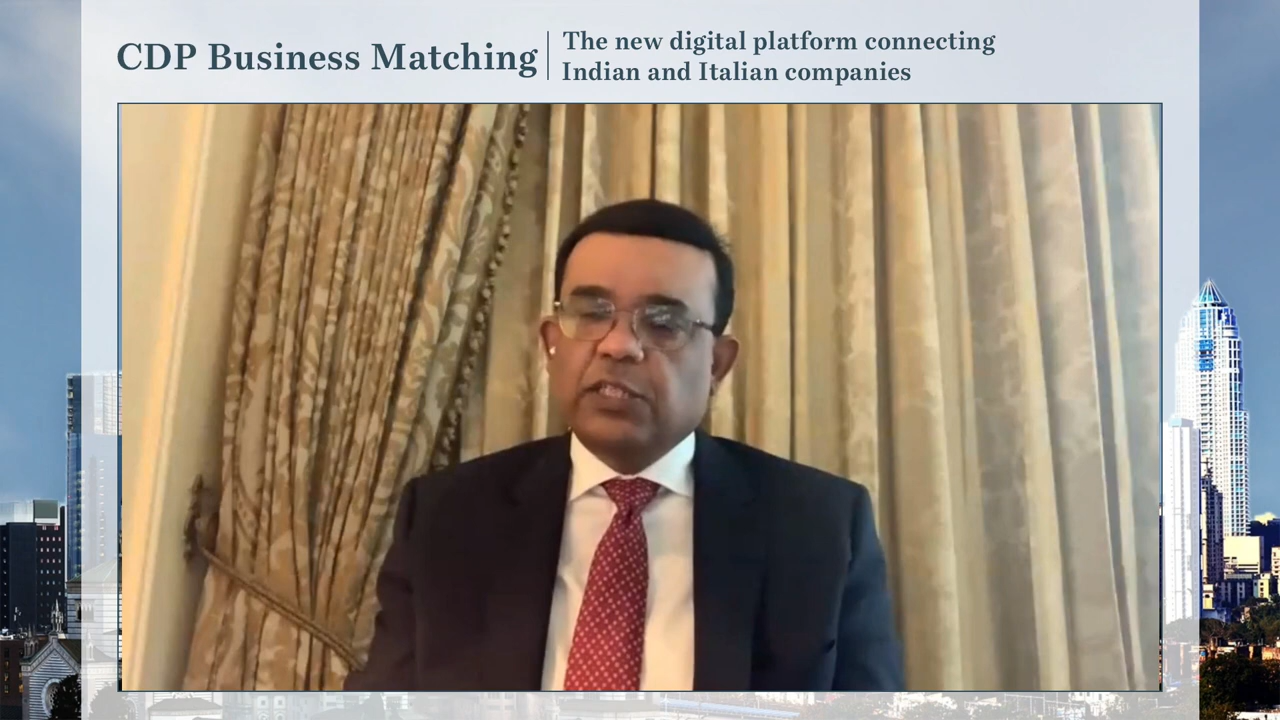 CDP Business Matching
The new digital platform connecting
Indian and Italian companies